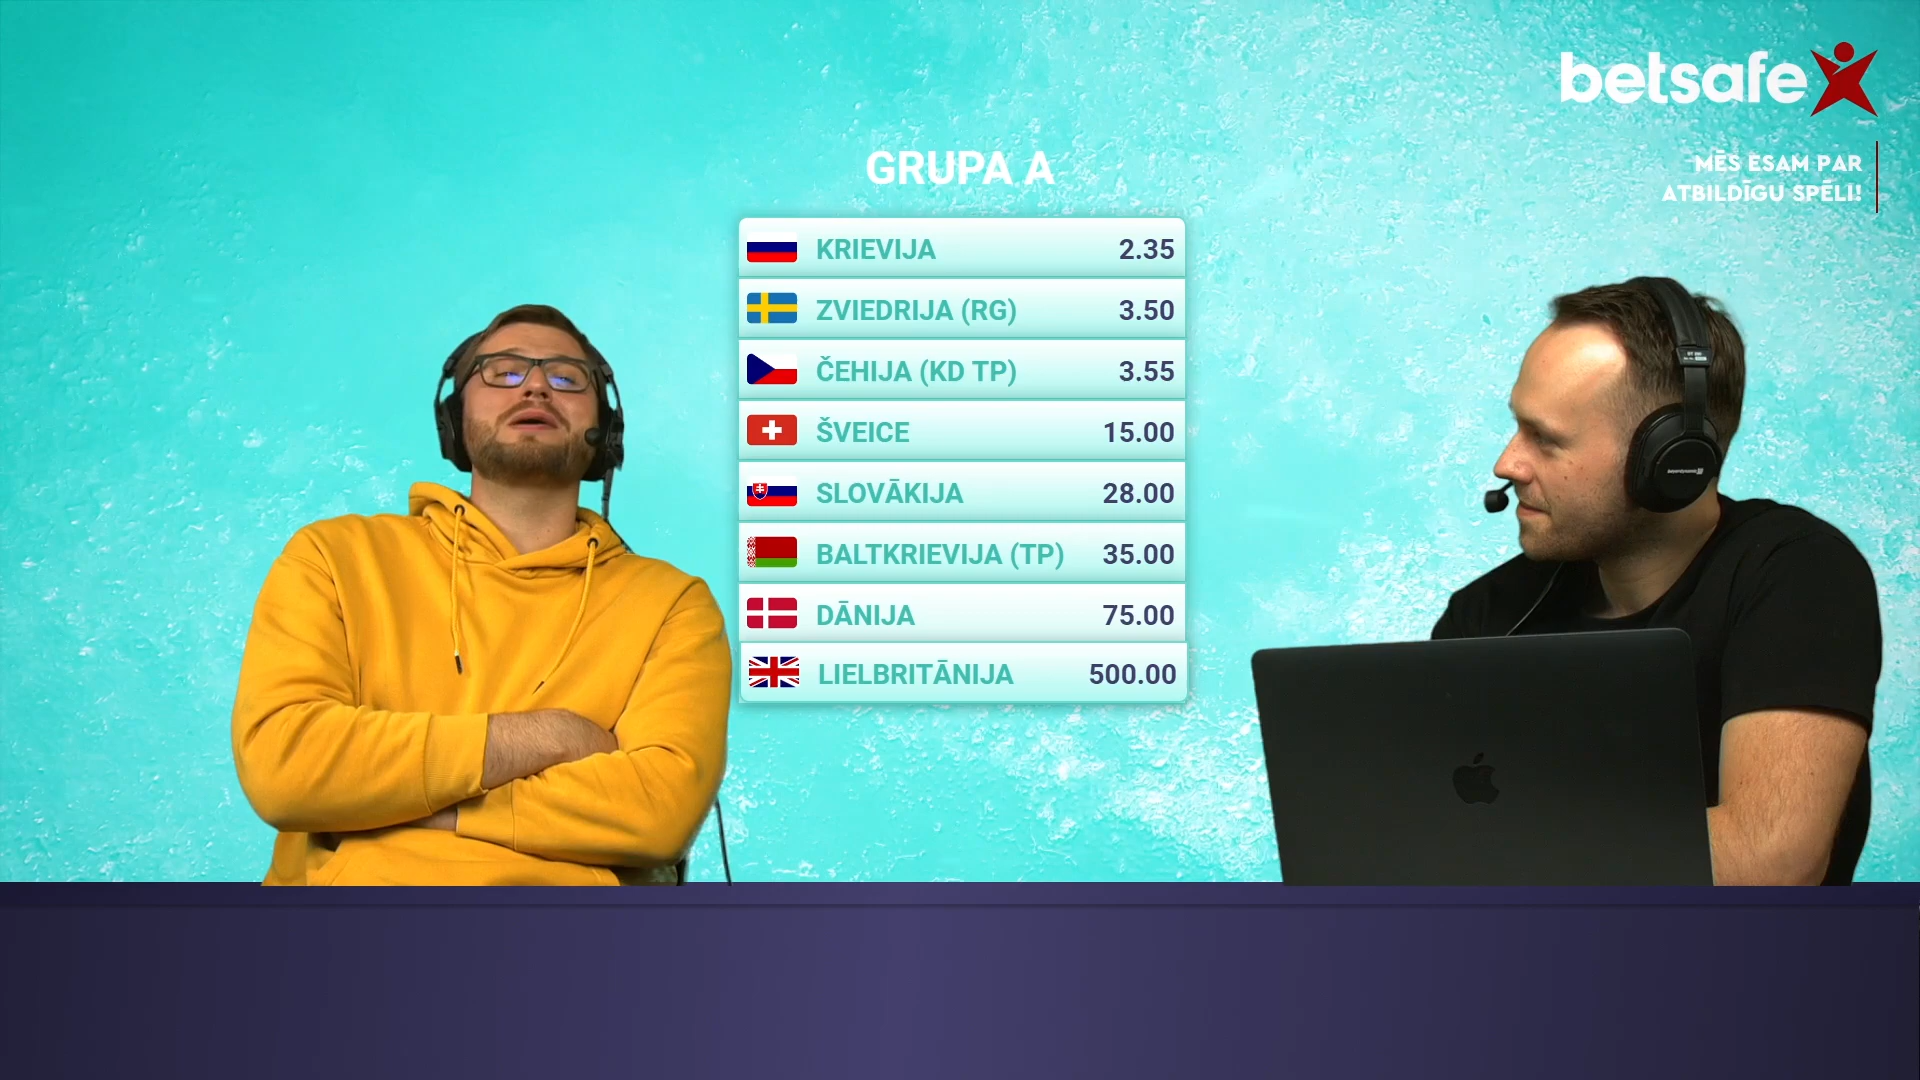 betsafe
MĒS ESAM PAR
ATBILDĪGU SPĒLI!
GRUPA A
KRIEVIJA 2.35
ZVIEDRIJA (RG) 3.50
ČEHIJA (KD TP) 3.55
ŠVEICE 15.00
SLOVĀKIJA 28.00
BALTKRIEVIJA (TP) 35.00
DĀNIJA 75.00
LIELBRITĀNIJA 500.00